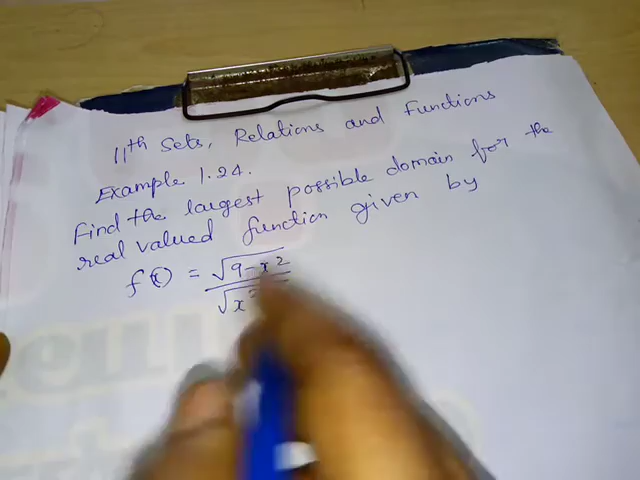 11th Sets, Relations and Functions
Example 1.24.
Find the largest possible domain for the
real valued function given by
f(x) = √9-x²
√x²